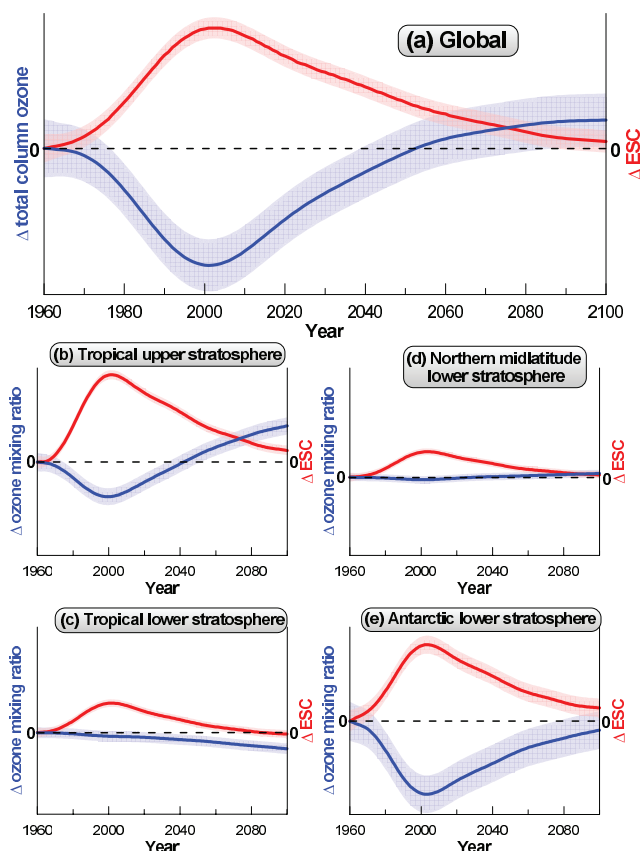 (a) Global
Δ total column ozone
0
0
Δ ESC
1960 1980 2000 2020 2040 2060 2080 2100
Year
(b) Tropical upper stratosphere
Δ ozone mixing ratio
0
0
Δ ESC
1960 2000 2040 2080
Year
(d) Northern midlatitude
lower stratosphere
Δ ozone mixing ratio
0
0
Δ ESC
1960 2000 2040 2080
Year
(c) Tropical lower stratosphere
Δ ozone mixing ratio
0
0
Δ ESC
1960 2000 2040 2080
Year
(e) Antarctic lower stratosphere
Δ ozone mixing ratio
0
0
Δ ESC
1960 2000 2040 2080
Year